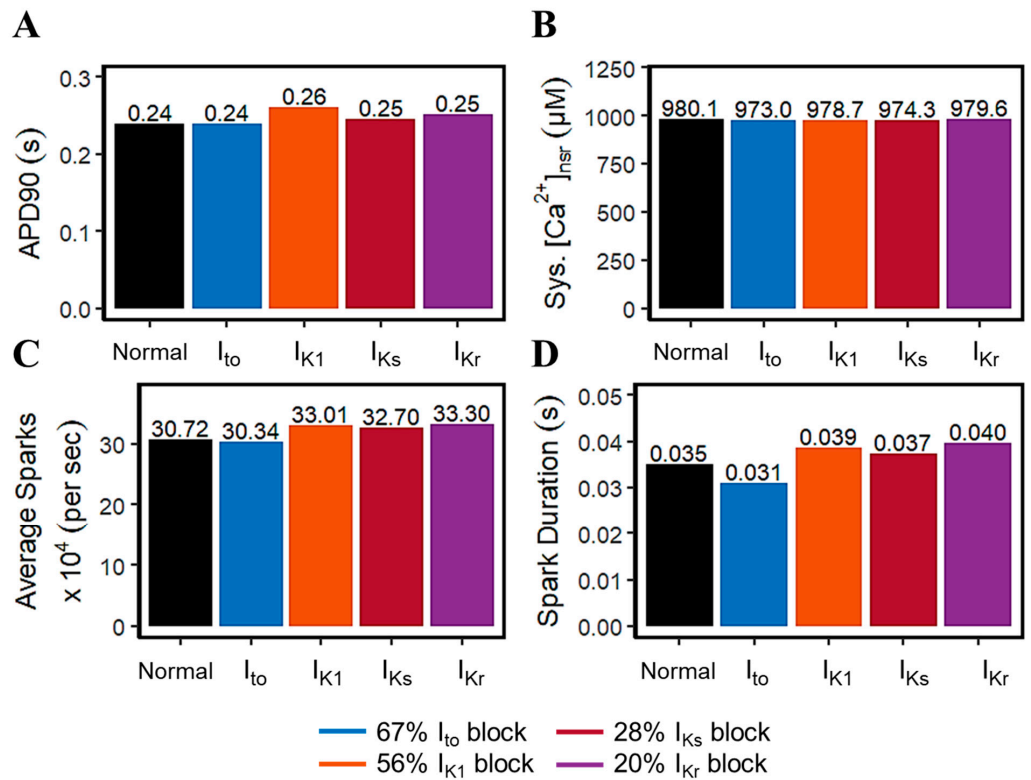 A
APD90 (s)
0.3
0.2
0.1
0.0
0.24 0.24 0.26 0.25 0.25
Normal Ito IK1 IKs IKr
B
Sys. [Ca2+]nsr (µM)
1250
1000
750
500
250
0
980.1 973.0 978.7 974.3 979.6
Normal Ito IK1 IKs IKr
C
Average Sparks
x 10⁴ (per sec)
30
20
10
0
30.72 30.34 33.01 32.70 33.30
Normal Ito IK1 IKs IKr
D
Spark Duration (s)
0.05
0.04
0.03
0.02
0.01
0.00
0.035 0.031 0.039 0.037 0.040
Normal Ito IK1 IKs IKr
67% Ito block 28% IKs block
56% IK1 block 20% IKr block